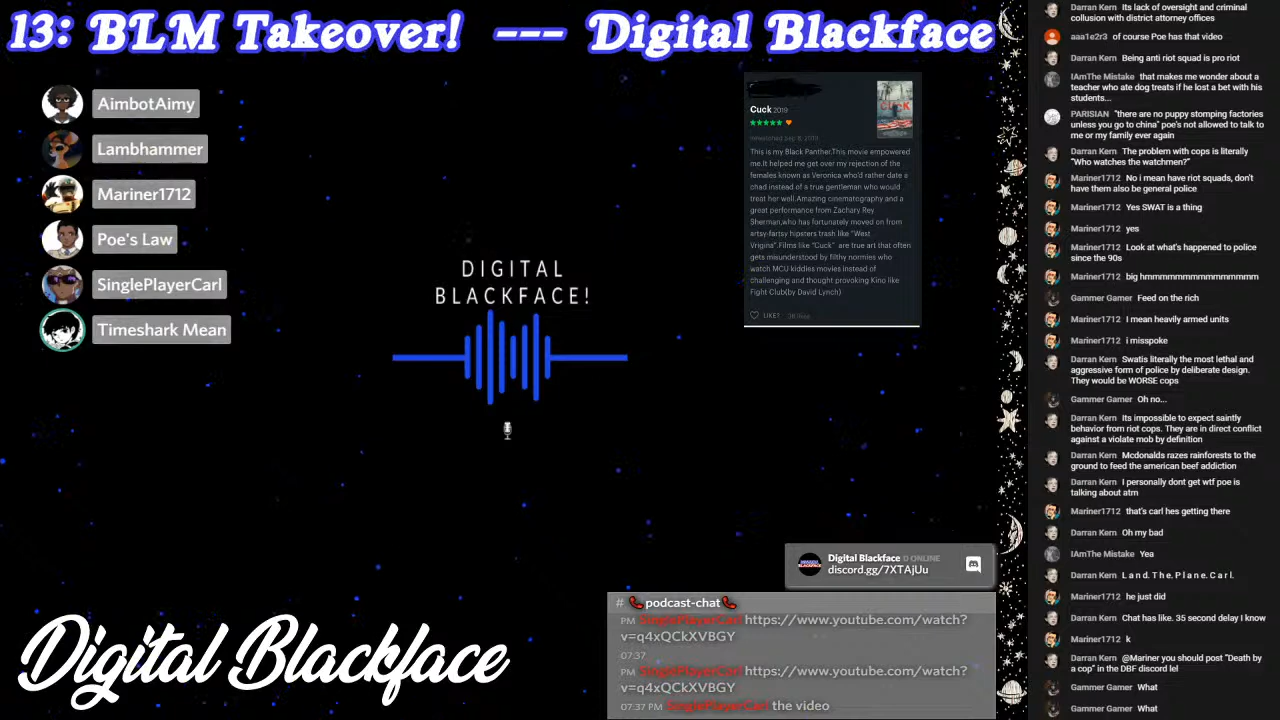 13: BLM Takeover! --- Digital Blackface
AimbotAimy
Lambhammer
Mariner1712
Poe's Law
SinglePlayerCarl
Timeshark Mean
DIGITAL
BLACKFACE!
Cuck 2019
This is my Black Panther.This movie empowered
me.It helped me get over my rejection of the
females known as Veronica who'd rather date a
chad instead of a true gentleman who would
treat her well.Amazing cinematography and a
great performance from Zachary Rey
Sherman,who has fortunately moved on from
artsy-fartsy hipsters trash like "West
Virgins".Films like "Cuck" are true art that often
gets misunderstood by filthy normies who
watch MCU kiddies movies instead of
challenging and thought provoking Kino like
Fight Club(by David Lynch)
LIKE?
CUCK
Digital Blackface 0 ONLINE
discord.gg/7XTAjUu
# podcast-chat
PM SinglePlayerCarl https://www.youtube.com/watch?
v=q4xQCkXVBGY
07:37
PM SinglePlayerCarl https://www.youtube.com/watch?
v=q4xQCkXVBGY
07:37 PM SinglePlayerCarl the video
Digital Blackface
Darran Kern Its lack of oversight and criminal
collusion with district attorney offices
aaa1e2r3 of course Poe has that video
Darran Kern Being anti riot squad is pro riot
IAmThe Mistake that makes me wonder about a
teacher who ate dog treats if he lost a bet with his
students...
PARISIAN "there are no puppy stomping factories
unless you go to china" poe's not allowed to talk to
me or my family ever again
Darran Kern The problem with cops is literally
"Who watches the watchmen?"
Mariner1712 No i mean have riot squads, don't
have them also be general police
Mariner1712 Yes SWAT is a thing
Mariner1712 yes
Mariner1712 Look at what's happened to police
since the 90s
Mariner1712 big hmmmmmmmmmmmmmmm
Gammer Gamer Feed on the rich
Mariner1712 I mean heavily armed units
Mariner1712 i misspoke
Darran Kern Swatis literally the most lethal and
aggressive form of police by deliberate design.
They would be WORSE cops
Gammer Gamer Oh no...
Darran Kern Its impossible to expect saintly
behavior from riot cops. They are in direct conflict
against a violate mob by definition
Darran Kern Mcdonalds razes rainforests to the
ground to feed the american beef addiction
Darran Kern I personally dont get wtf poe is
talking about atm
Mariner1712 that's carl hes getting there
Darran Kern Oh my bad
IAmThe Mistake Yea
Darran Kern L a n d. T h e. P l a n e. C a r l.
Mariner1712 he just did
Darran Kern Chat has like. 35 second delay I know
Mariner1712 k
Darran Kern @Mariner you should post "Death by
a cop" in the DBF discord lel
Gammer Gamer What
Gammer Gamer What